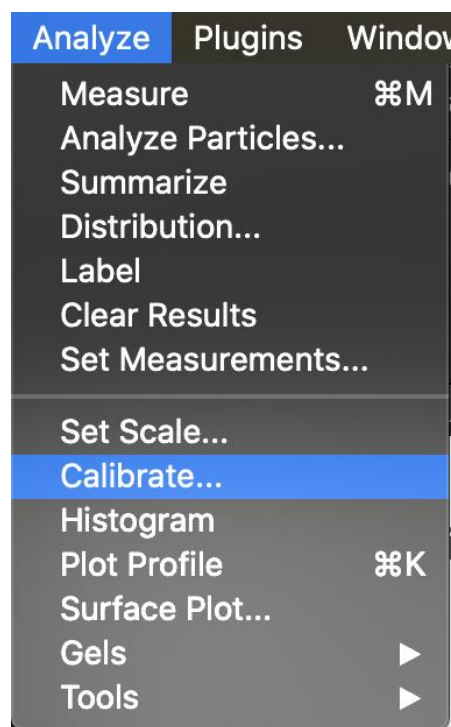 Analyze Plugins
Measure ⌘M
Analyze Particles...
Summarize
Distribution...
Label
Clear Results
Set Measurements...
Set Scale...
Calibrate...
Histogram
Plot Profile ⌘K
Surface Plot...
Gels ▶
Tools ▶